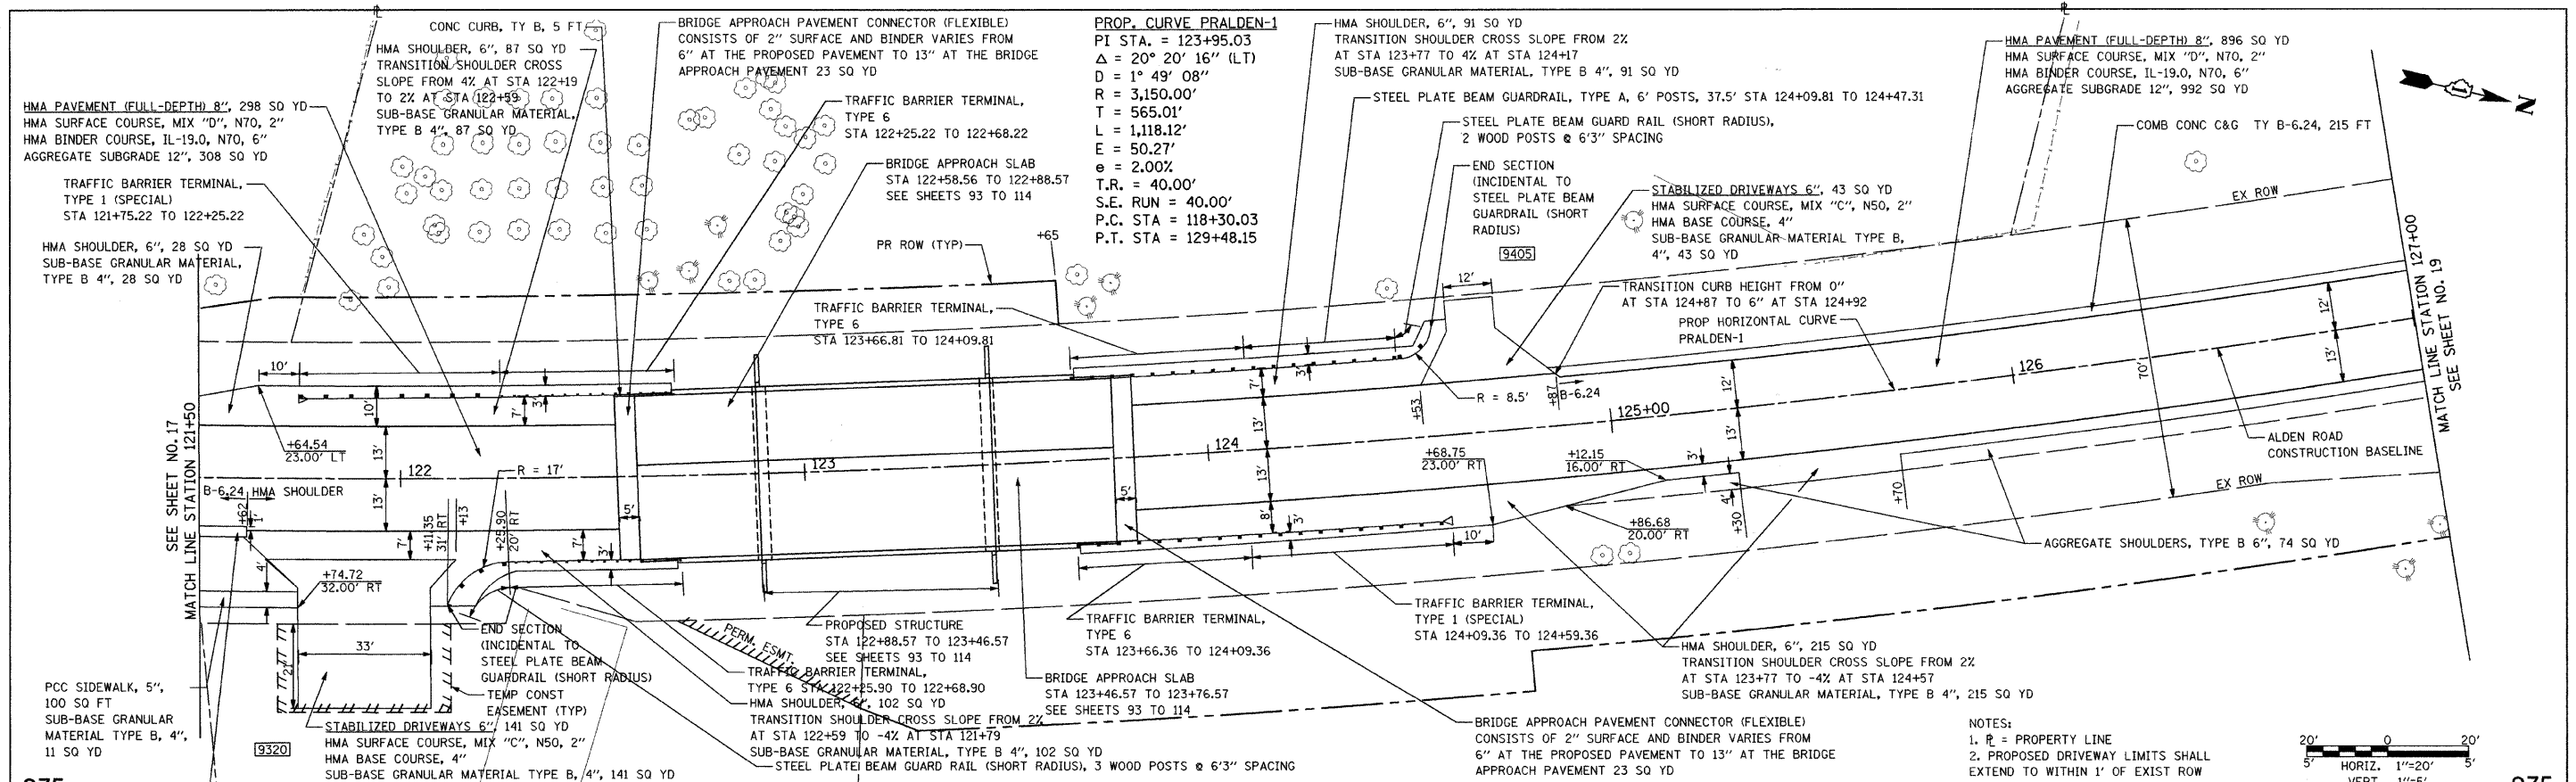 CONC CURB, TY B, 5 FT
HMA SHOULDER, 6", 87 SQ YD
TRANSITION SHOULDER CROSS
SLOPE FROM 4% AT STA 122+19
TO 2% AT STA 122+59
SUB-BASE GRANULAR MATERIAL,
TYPE B 4", 87 SQ YD
BRIDGE APPROACH PAVEMENT CONNECTOR (FLEXIBLE)
CONSISTS OF 2" SURFACE AND BINDER VARIES FROM
6" AT THE PROPOSED PAVEMENT TO 13" AT THE BRIDGE
APPROACH PAVEMENT 23 SQ YD
PROP. CURVE PRALDEN-1
PI STA. = 123+95.03
Δ = 20° 20' 16" (LT)
D = 1° 49' 08"
R = 3,150.00'
T = 565.01'
L = 1,118.12'
E = 50.27'
e = 2.00%
T.R. = 40.00'
S.E. RUN = 40.00'
P.C. STA = 118+30.03
P.T. STA = 129+48.15
HMA SHOULDER, 6", 91 SQ YD
TRANSITION SHOULDER CROSS SLOPE FROM 2%
AT STA 123+77 TO 4% AT STA 124+17
SUB-BASE GRANULAR MATERIAL, TYPE B 4", 91 SQ YD
STEEL PLATE BEAM GUARDRAIL, TYPE A, 6' POSTS, 37.5' STA 124+09.81 TO 124+47.31
STEEL PLATE BEAM GUARD RAIL (SHORT RADIUS),
2 WOOD POSTS @ 6'3" SPACING
END SECTION
(INCIDENTAL TO
STEEL PLATE BEAM
GUARDRAIL (SHORT
RADIUS)
9405
HMA PAVEMENT (FULL-DEPTH) 8", 896 SQ YD
HMA SURFACE COURSE, MIX "D", N70, 2"
HMA BINDER COURSE, IL-19.0, N70, 6"
AGGREGATE SUBGRADE 12", 992 SQ YD
COMB CONC C&G TY B-6.24, 215 FT
N
STABILIZED DRIVEWAYS 6", 43 SQ YD
HMA SURFACE COURSE, MIX "C", N50, 2"
HMA BASE COURSE, 4"
SUB-BASE GRANULAR MATERIAL TYPE B,
4", 43 SQ YD
TRANSITION CURB HEIGHT FROM 0"
AT STA 124+87 TO 6" AT STA 124+92
PROP HORIZONTAL CURVE
PRALDEN-1
HMA PAVEMENT (FULL-DEPTH) 8", 298 SQ YD
HMA SURFACE COURSE, MIX "D", N70, 2"
HMA BINDER COURSE, IL-19.0, N70, 6"
AGGREGATE SUBGRADE 12", 308 SQ YD
TRAFFIC BARRIER TERMINAL,
TYPE 1 (SPECIAL)
STA 121+75.22 TO 122+25.22
HMA SHOULDER, 6", 28 SQ YD
SUB-BASE GRANULAR MATERIAL,
TYPE B 4", 28 SQ YD
TRAFFIC BARRIER TERMINAL,
TYPE 6
STA 122+25.22 TO 122+68.22
BRIDGE APPROACH SLAB
STA 122+58.56 TO 122+88.57
SEE SHEETS 93 TO 114
PR ROW (TYP)
+65
TRAFFIC BARRIER TERMINAL,
TYPE 6
STA 123+66.81 TO 124+09.81
12'
R = 8.5'
+53
+87
B-6.24
EX ROW
MATCH LINE STATION 127+00
SEE SHEET NO. 19
SEE SHEET NO. 17
MATCH LINE STATION 121+50
10'
10'
7'
3'
13'
13'
+64.54
23.00' LT
122
123
124
125+00
126
R = 17'
B-6.24 HMA SHOULDER
+62
1'
7'
+11.35
31' RT
+13
+25.90
20' RT
7'
3'
5'
5'
7'
3'
13'
13'
8'
3'
12'
13'
70'
12'
13'
+68.75
23.00' RT
+12.15
16.00' RT
3'
4'
+30
+70
+86.68
20.00' RT
10'
ALDEN ROAD
CONSTRUCTION BASELINE
EX ROW
AGGREGATE SHOULDERS, TYPE B 6", 74 SQ YD
4'
+74.72
32.00' RT
33'
21'
PCC SIDEWALK, 5",
100 SQ FT
SUB-BASE GRANULAR
MATERIAL TYPE B, 4",
11 SQ YD
9320
END SECTION
(INCIDENTAL TO
STEEL PLATE BEAM
GUARDRAIL (SHORT RADIUS)
TEMP CONST
EASEMENT (TYP)
STABILIZED DRIVEWAYS 6", 141 SQ YD
HMA SURFACE COURSE, MIX "C", N50, 2"
HMA BASE COURSE, 4"
SUB-BASE GRANULAR MATERIAL TYPE B, 4", 141 SQ YD
PERM. ESMT.
TRAFFIC BARRIER TERMINAL,
TYPE 6 STA 122+25.90 TO 122+68.90
HMA SHOULDER, 6", 102 SQ YD
TRANSITION SHOULDER CROSS SLOPE FROM 2%
AT STA 122+59 TO -4% AT STA 121+79
SUB-BASE GRANULAR MATERIAL, TYPE B 4", 102 SQ YD
STEEL PLATE BEAM GUARD RAIL (SHORT RADIUS), 3 WOOD POSTS @ 6'3" SPACING
PROPOSED STRUCTURE
STA 122+88.57 TO 123+46.57
SEE SHEETS 93 TO 114
BRIDGE APPROACH SLAB
STA 123+46.57 TO 123+76.57
SEE SHEETS 93 TO 114
TRAFFIC BARRIER TERMINAL,
TYPE 6
STA 123+66.36 TO 124+09.36
TRAFFIC BARRIER TERMINAL,
TYPE 1 (SPECIAL)
STA 124+09.36 TO 124+59.36
HMA SHOULDER, 6", 215 SQ YD
TRANSITION SHOULDER CROSS SLOPE FROM 2%
AT STA 123+77 TO -4% AT STA 124+57
SUB-BASE GRANULAR MATERIAL, TYPE B 4", 215 SQ YD
BRIDGE APPROACH PAVEMENT CONNECTOR (FLEXIBLE)
CONSISTS OF 2" SURFACE AND BINDER VARIES FROM
6" AT THE PROPOSED PAVEMENT TO 13" AT THE BRIDGE
APPROACH PAVEMENT 23 SQ YD
NOTES:
1. ℙL = PROPERTY LINE
2. PROPOSED DRIVEWAY LIMITS SHALL
EXTEND TO WITHIN 1' OF EXIST ROW
20' 0 20'
5' HORIZ. 1"=20' 5'